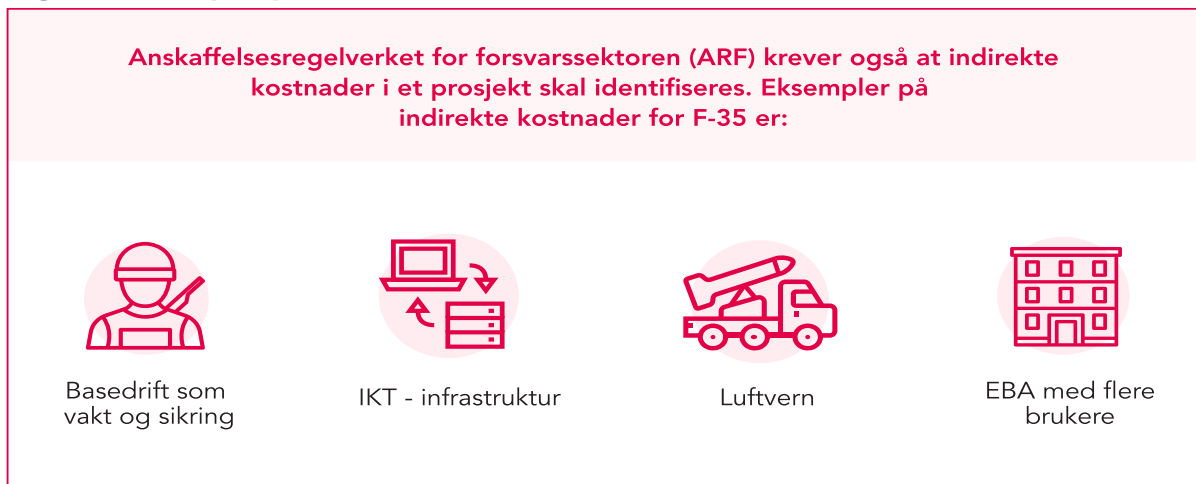 Anskaffelsesregelverket for forsvarssektoren (ARF) krever også at indirekte
kostnader i et prosjekt skal identifiseres. Eksempler på
indirekte kostnader for F-35 er:
Basedrift som
vakt og sikring
IKT - infrastruktur
Luftvern
EBA med flere
brukere